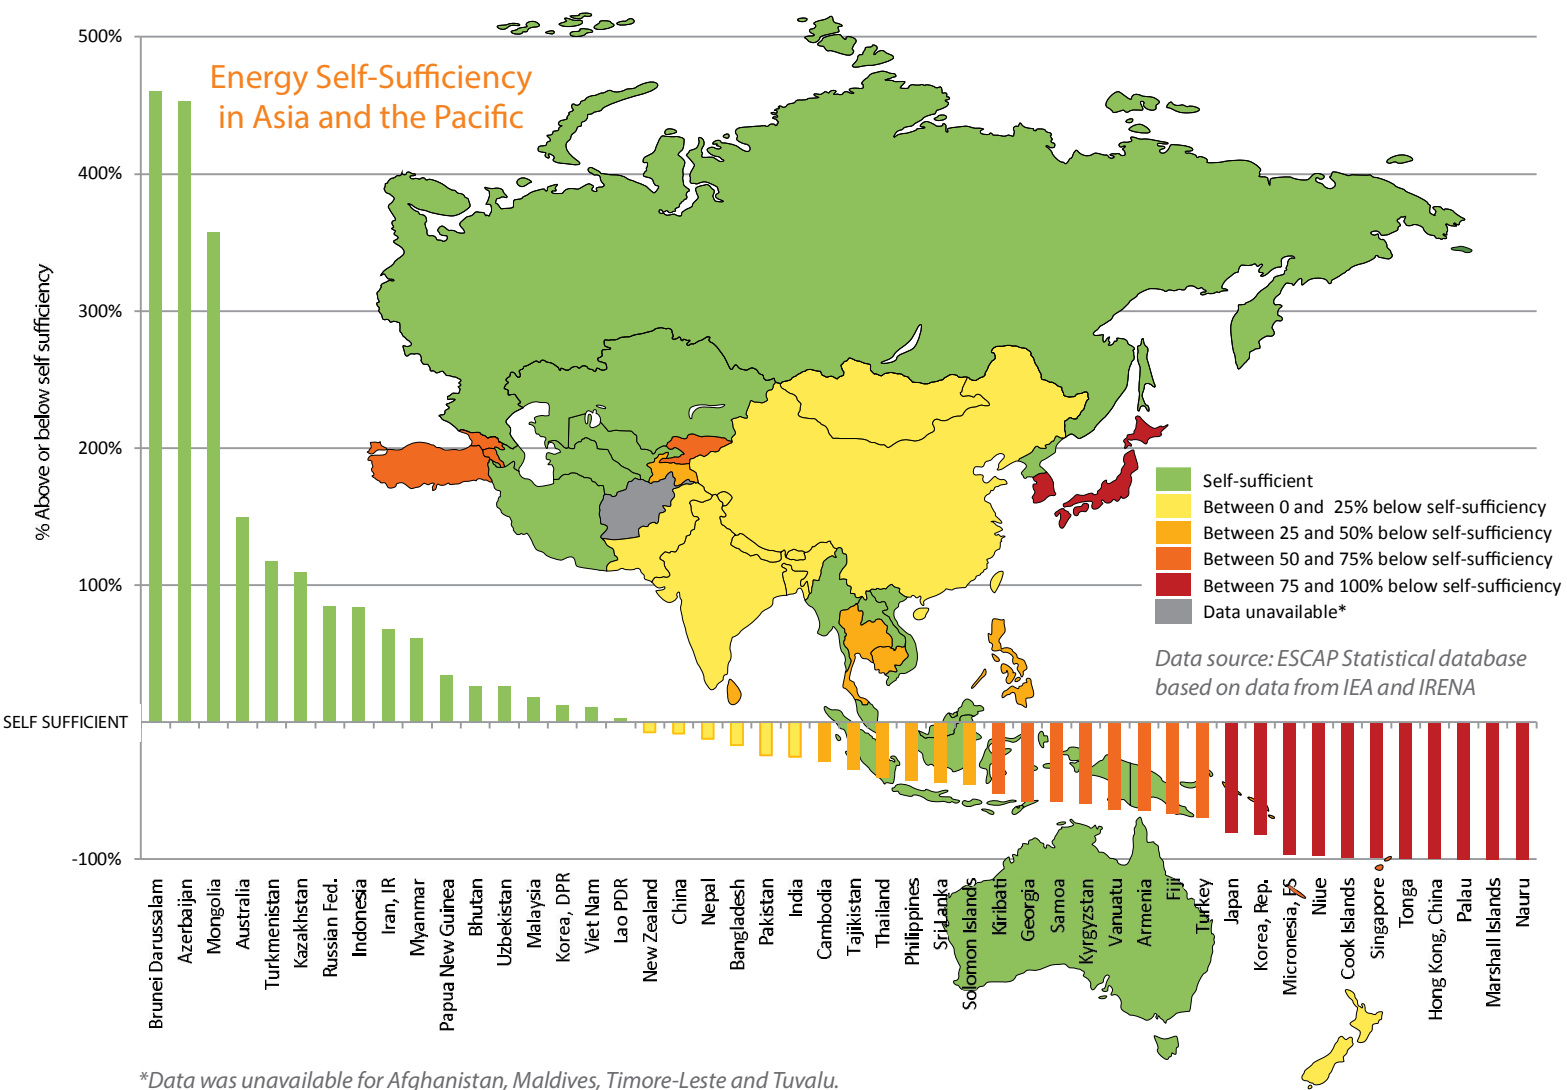 500%
Energy Self-Sufficiency
in Asia and the Pacific
400%
300%
200%
100%
SELF SUFFICIENT
-100%
% Above or below self sufficiency
Self-sufficient
Between 0 and 25% below self-sufficiency
Between 25 and 50% below self-sufficiency
Between 50 and 75% below self-sufficiency
Between 75 and 100% below self-sufficiency
Data unavailable*
Data source: ESCAP Statistical database
based on data from IEA and IRENA
Brunei Darussalam
Azerbaijan
Mongolia
Australia
Turkmenistan
Kazakhstan
Russian Fed.
Indonesia
Iran, IR
Myanmar
Papua New Guinea
Bhutan
Uzbekistan
Malaysia
Korea, DPR
Viet Nam
Lao PDR
New Zealand
China
Nepal
Bangladesh
Pakistan
India
Cambodia
Tajikistan
Thailand
Philippines
Sri Lanka
Solomon Islands
Kiribati
Georgia
Samoa
Kyrgyzstan
Vanuatu
Armenia
Fiji
Turkey
Japan
Korea, Rep.
Micronesia, FS
Niue
Cook Islands
Singapore
Tonga
Hong Kong, China
Palau
Marshall Islands
Nauru
*Data was unavailable for Afghanistan, Maldives, Timore-Leste and Tuvalu.